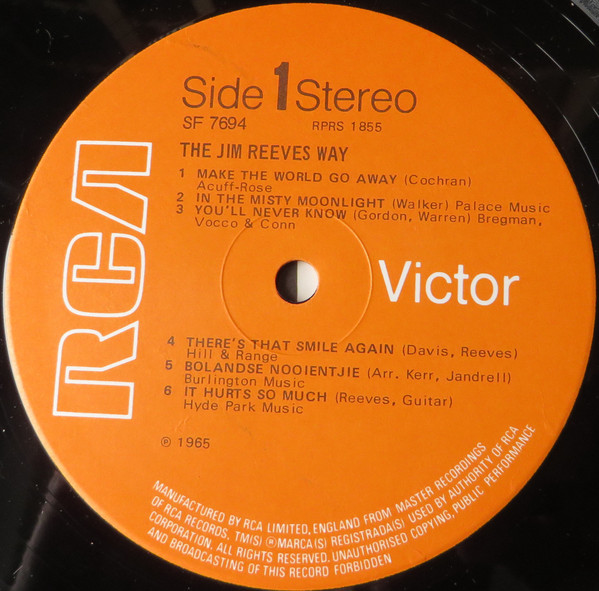 Side 1 Stereo
SF 7694 RPRS 1855
THE JIM REEVES WAY
1 MAKE THE WORLD GO AWAY (Cochran)
Acuff-Rose
2 IN THE MISTY MOONLIGHT (Walker) Palace Music
3 YOU'LL NEVER KNOW (Gordon, Warren) Bregman,
Vocco & Conn
RCA
Victor
4 THERE'S THAT SMILE AGAIN (Davis, Reeves)
Hill & Range
5 BOLANDSE NOOIENTJIE (Arr. Kerr, Jandrell)
Burlington Music
6 IT HURTS SO MUCH (Reeves, Guitar)
Hyde Park Music
℗ 1965
MANUFACTURED BY RCA LIMITED, ENGLAND FROM MASTER RECORDINGS
OF RCA RECORDS, TM(S) ® MARCA(S) REGISTRADA(S) USED BY AUTHORITY OF RCA
CORPORATION. ALL RIGHTS RESERVED. UNAUTHORISED COPYING, PUBLIC PERFORMANCE
AND BROADCASTING OF THIS RECORD FORBIDDEN